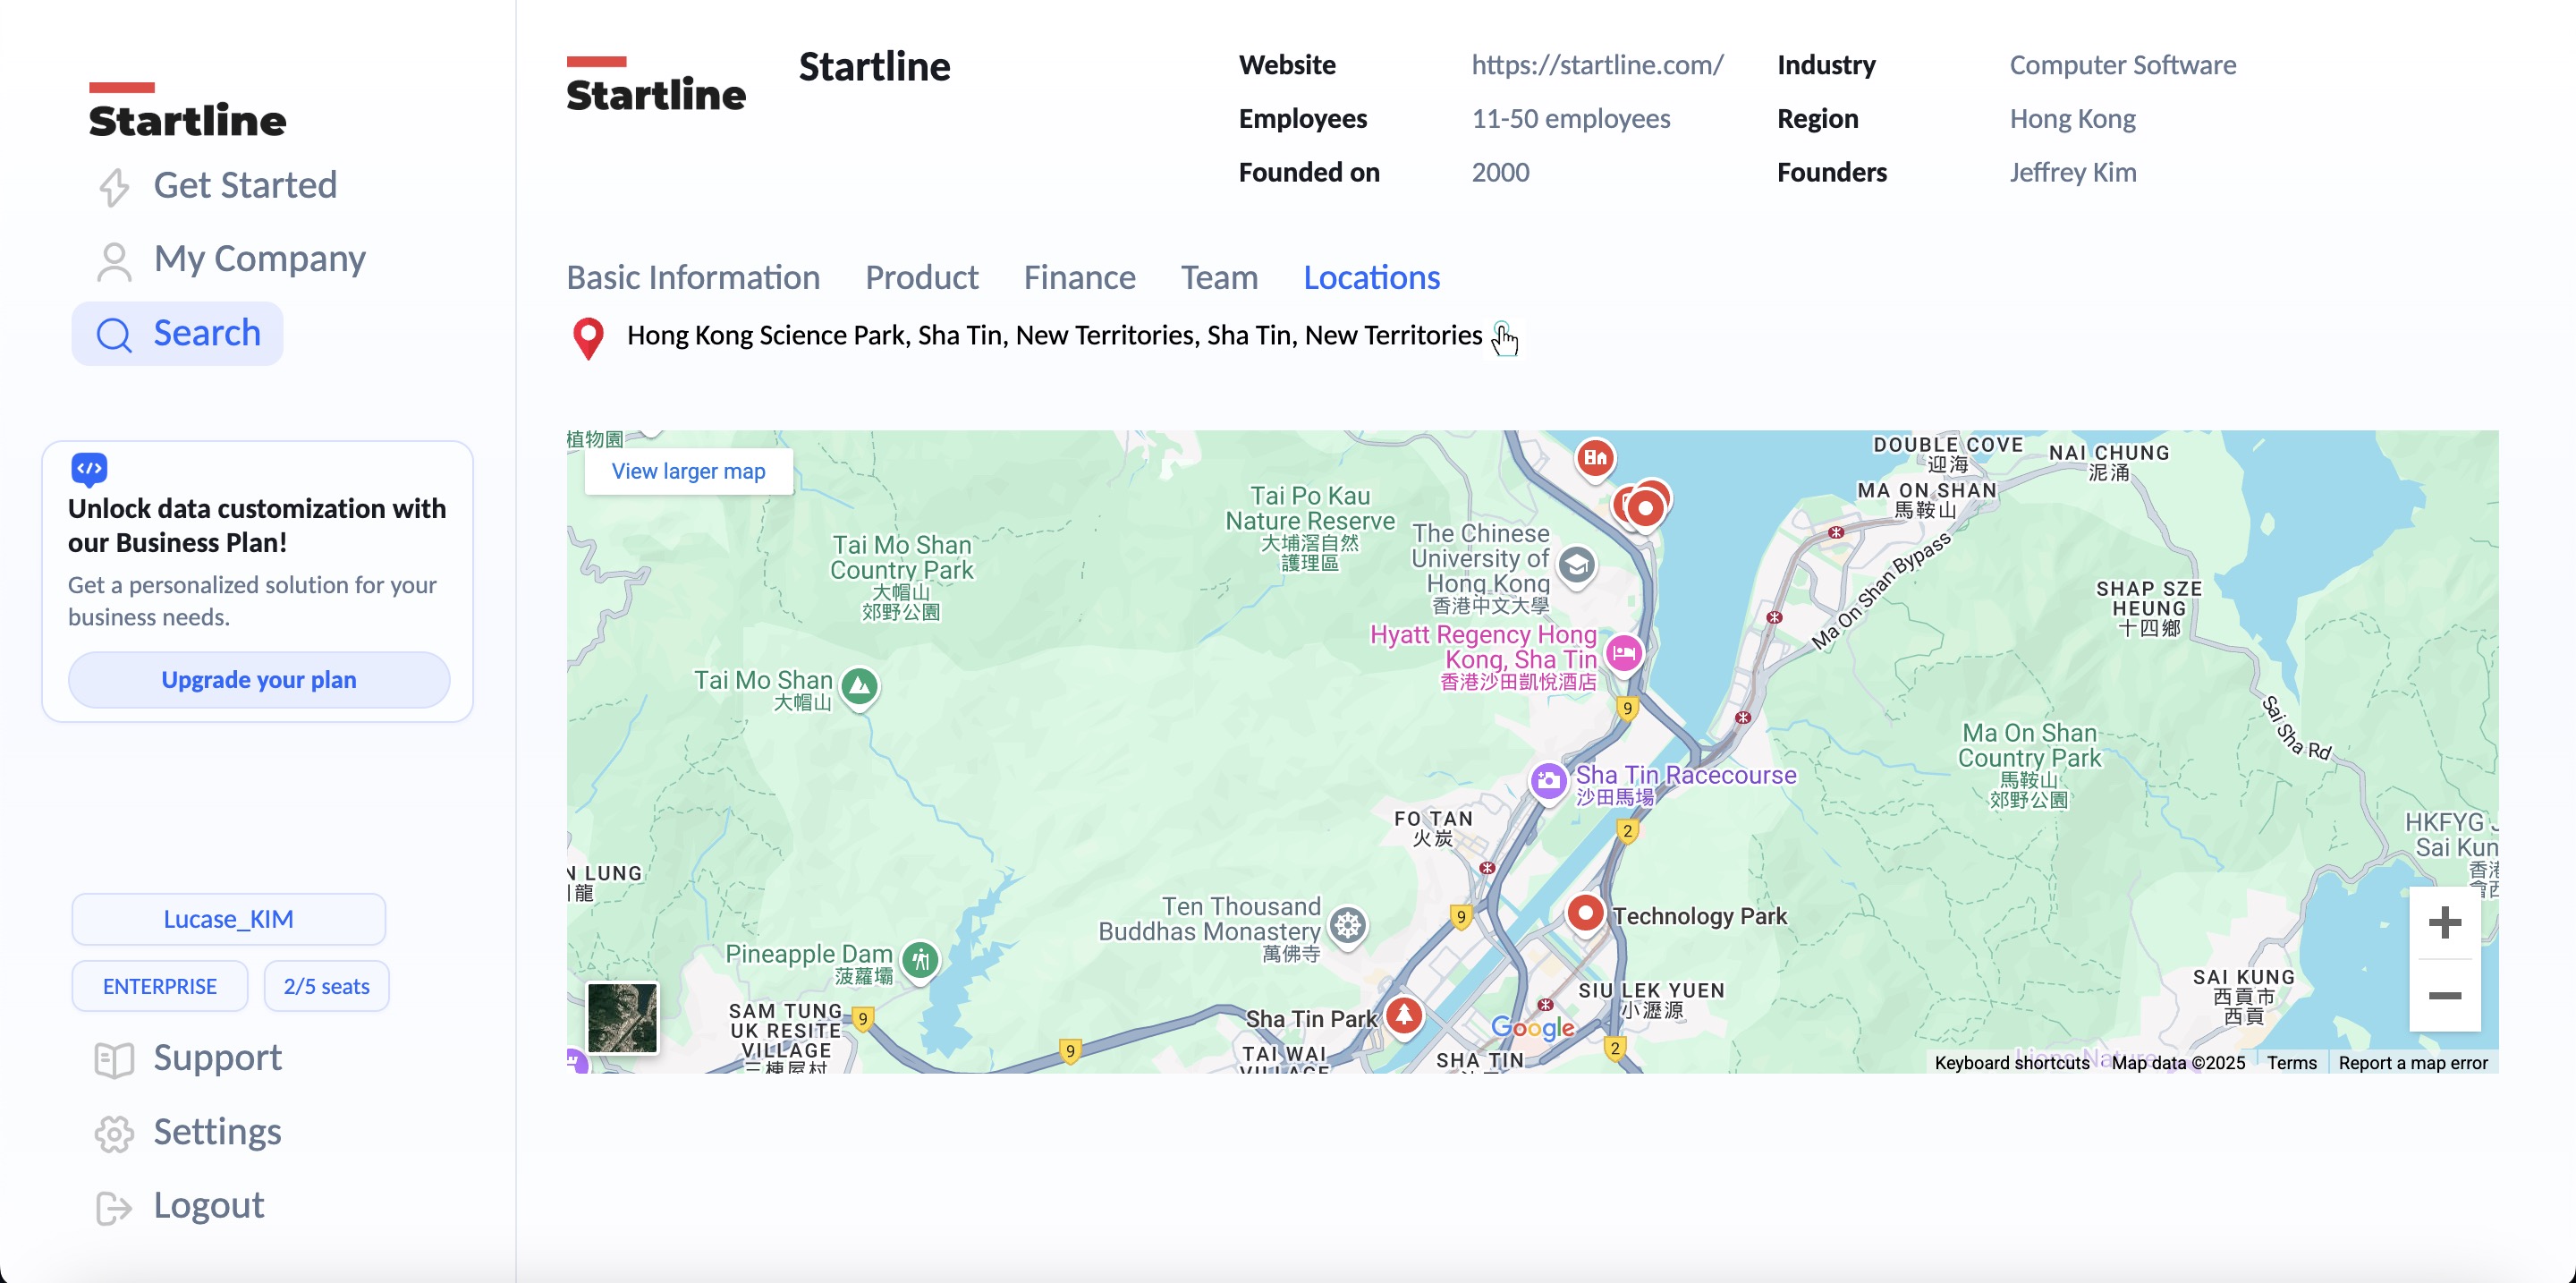 Startline
Get Started
My Company
Search
Unlock data customization with
our Business Plan!
Get a personalized solution for your
business needs.
Upgrade your plan
Lucase_KIM
ENTERPRISE
2/5 seats
Support
Settings
Logout
Startline
Startline
Website
https://startline.com/
Industry
Computer Software
Employees
11-50 employees
Region
Hong Kong
Founded on
2000
Founders
Jeffrey Kim
Basic Information
Product
Finance
Team
Locations
Hong Kong Science Park, Sha Tin, New Territories, Sha Tin, New Territories
植物園
View larger map
DOUBLE COVE
迎海
NAI CHUNG
泥涌
MA ON SHAN
馬鞍山
Tai Po Kau
Nature Reserve
大埔滘自然
護理區
The Chinese
University of
Hong Kong
香港中文大學
Tai Mo Shan
Country Park
大帽山
郊野公園
Ma On Shan Bypass
SHAP SZE
HEUNG
十四鄉
Hyatt Regency Hong
Kong, Sha Tin
香港沙田凱悅酒店
Tai Mo Shan
大帽山
9
Sai Sha Rd
Ma On Shan
Country Park
馬鞍山
郊野公園
Sha Tin Racecourse
沙田馬場
FO TAN
火炭
2
HKFYG J
Sai Kun
香港
會西
N LUNG
龍
Ten Thousand
Buddhas Monastery
萬佛寺
9
Technology Park
Pineapple Dam
菠蘿壩
SAI KUNG
西貢市
西貢
SIU LEK YUEN
小瀝源
SAM TUNG
UK RESITE
VILLAGE
三棟屋村
9
Sha Tin Park
Google
9
TAI WAI
VILLAGE
SHA TIN
2
Keyboard shortcuts
Map data ©2025
Terms
Report a map error